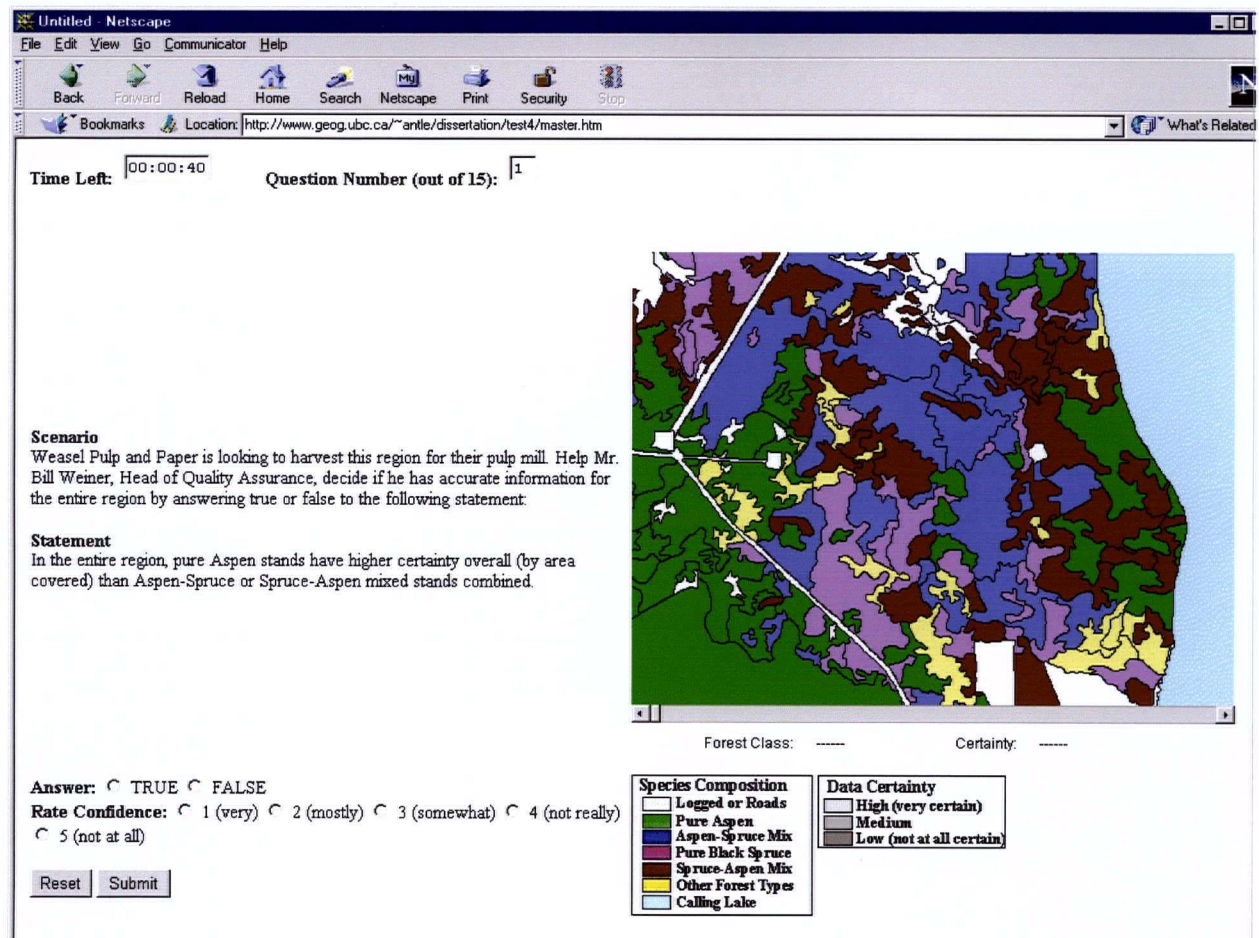 Untitled - Netscape
File Edit View Go Communicator Help
Back Forward Reload Home Search Netscape Print Security Stop
Bookmarks Location: http://www.geog.ubc.ca/~antle/dissertation/test4/master.htm What's Related
Time Left: 00:00:40 Question Number (out of 15): 1
Scenario
Weasel Pulp and Paper is looking to harvest this region for their pulp mill. Help Mr.
Bill Weiner, Head of Quality Assurance, decide if he has accurate information for
the entire region by answering true or false to the following statement:
Statement
In the entire region, pure Aspen stands have higher certainty overall (by area
covered) than Aspen-Spruce or Spruce-Aspen mixed stands combined.
Forest Class: ------ Certainty: ------
Answer: TRUE FALSE
Rate Confidence: 1 (very) 2 (mostly) 3 (somewhat) 4 (not really)
5 (not at all)
Reset Submit
Species Composition
Logged or Roads
Pure Aspen
Aspen-Spruce Mix
Pure Black Spruce
Spruce-Aspen Mix
Other Forest Types
Calling Lake
Data Certainty
High (very certain)
Medium
Low (not at all certain)